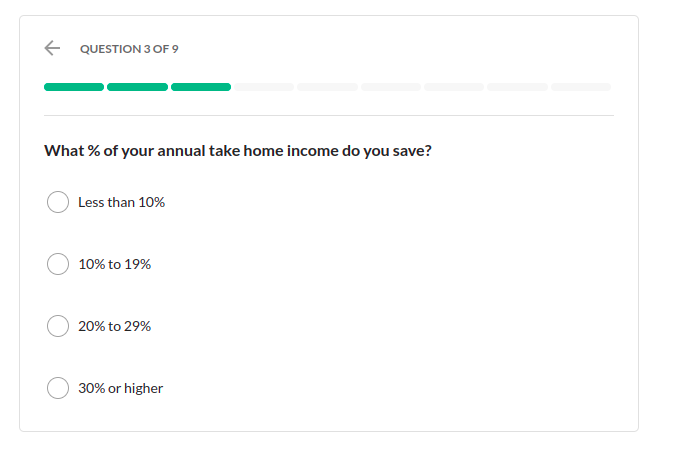 QUESTION 3 OF 9
What % of your annual take home income do you save?
Less than 10%
10% to 19%
20% to 29%
30% or higher